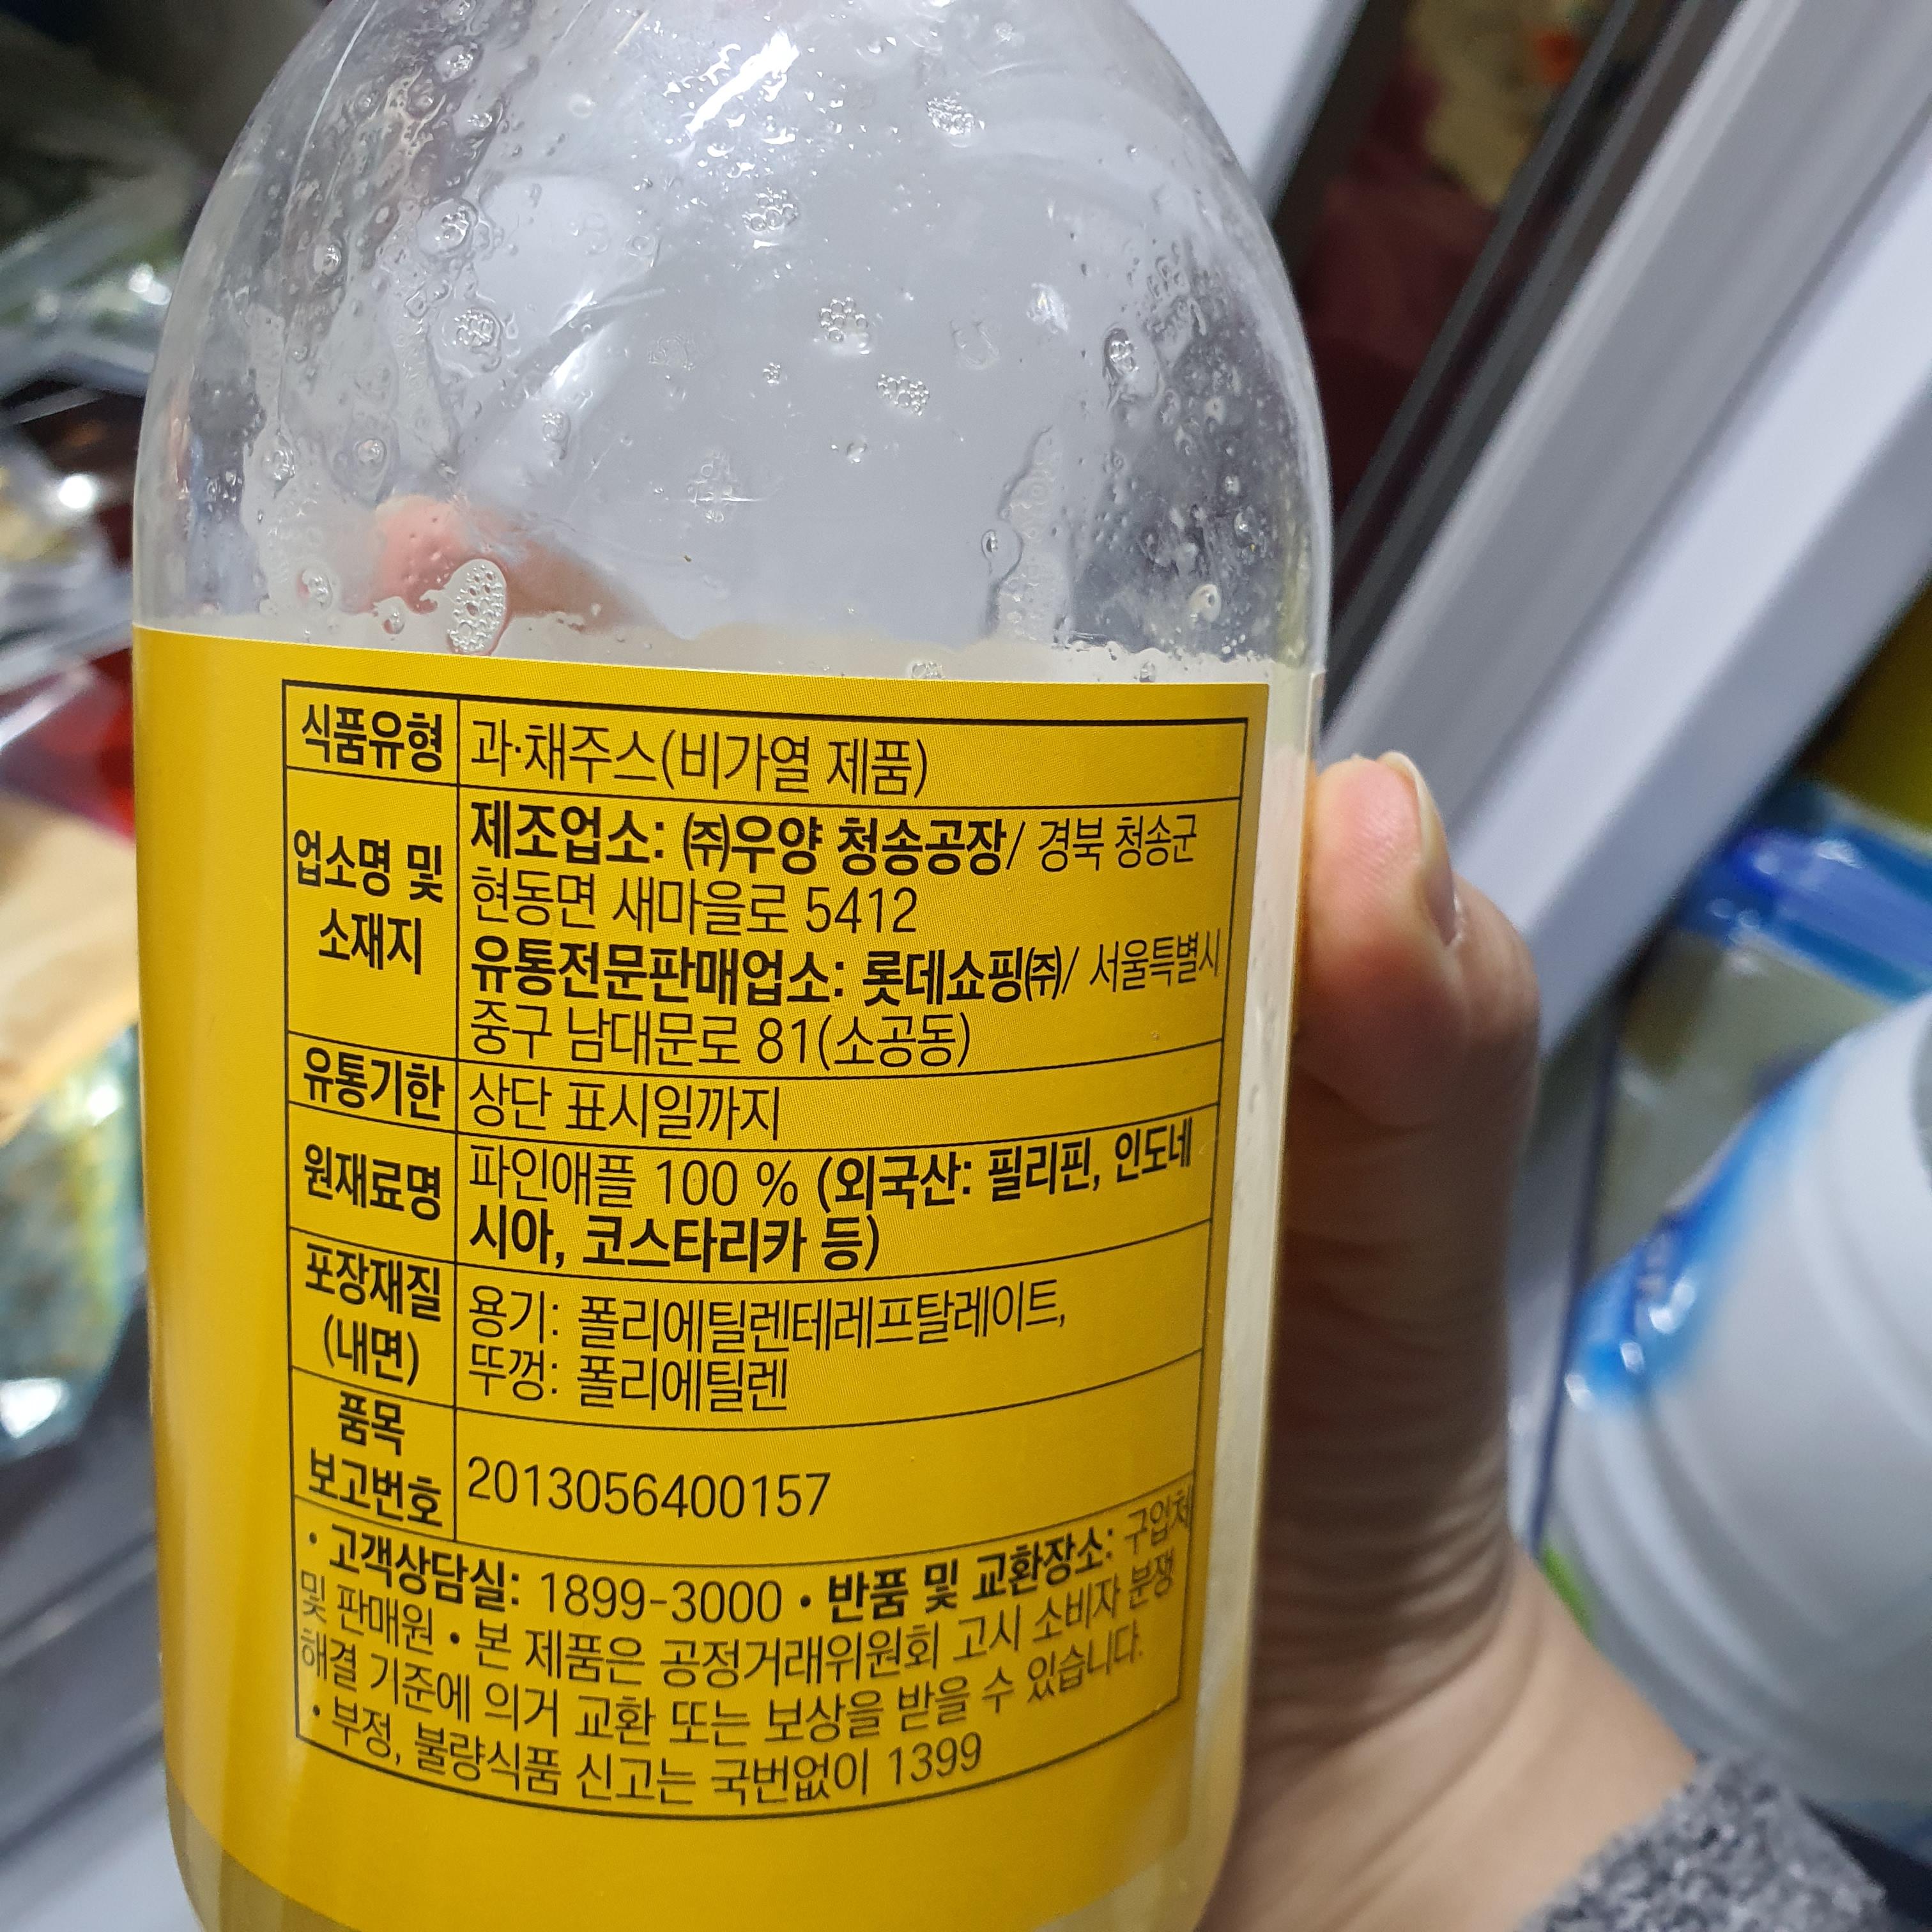 식품유형 과·채주스(비가열 제품)
업소명 및 소재지
제조업소: ㈜우양 청송공장/ 경북 청송군
현동면 새마을로 5412
유통전문판매업소: 롯데쇼핑㈜/ 서울특별시
중구 남대문로 81(소공동)
유통기한 상단 표시일까지
원재료명 파인애플 100 % (외국산: 필리핀, 인도네
시아, 코스타리카 등)
포장재질 (내면)
용기: 폴리에틸렌테레프탈레이트,
뚜껑: 폴리에틸렌
품목 보고번호 2013056400157
· 고객상담실: 1899-3000 · 반품 및 교환장소: 구입처
및 판매원 · 본 제품은 공정거래위원회 고시 소비자 분쟁
해결 기준에 의거 교환 또는 보상을 받을 수 있습니다.
· 부정, 불량식품 신고는 국번없이 1399